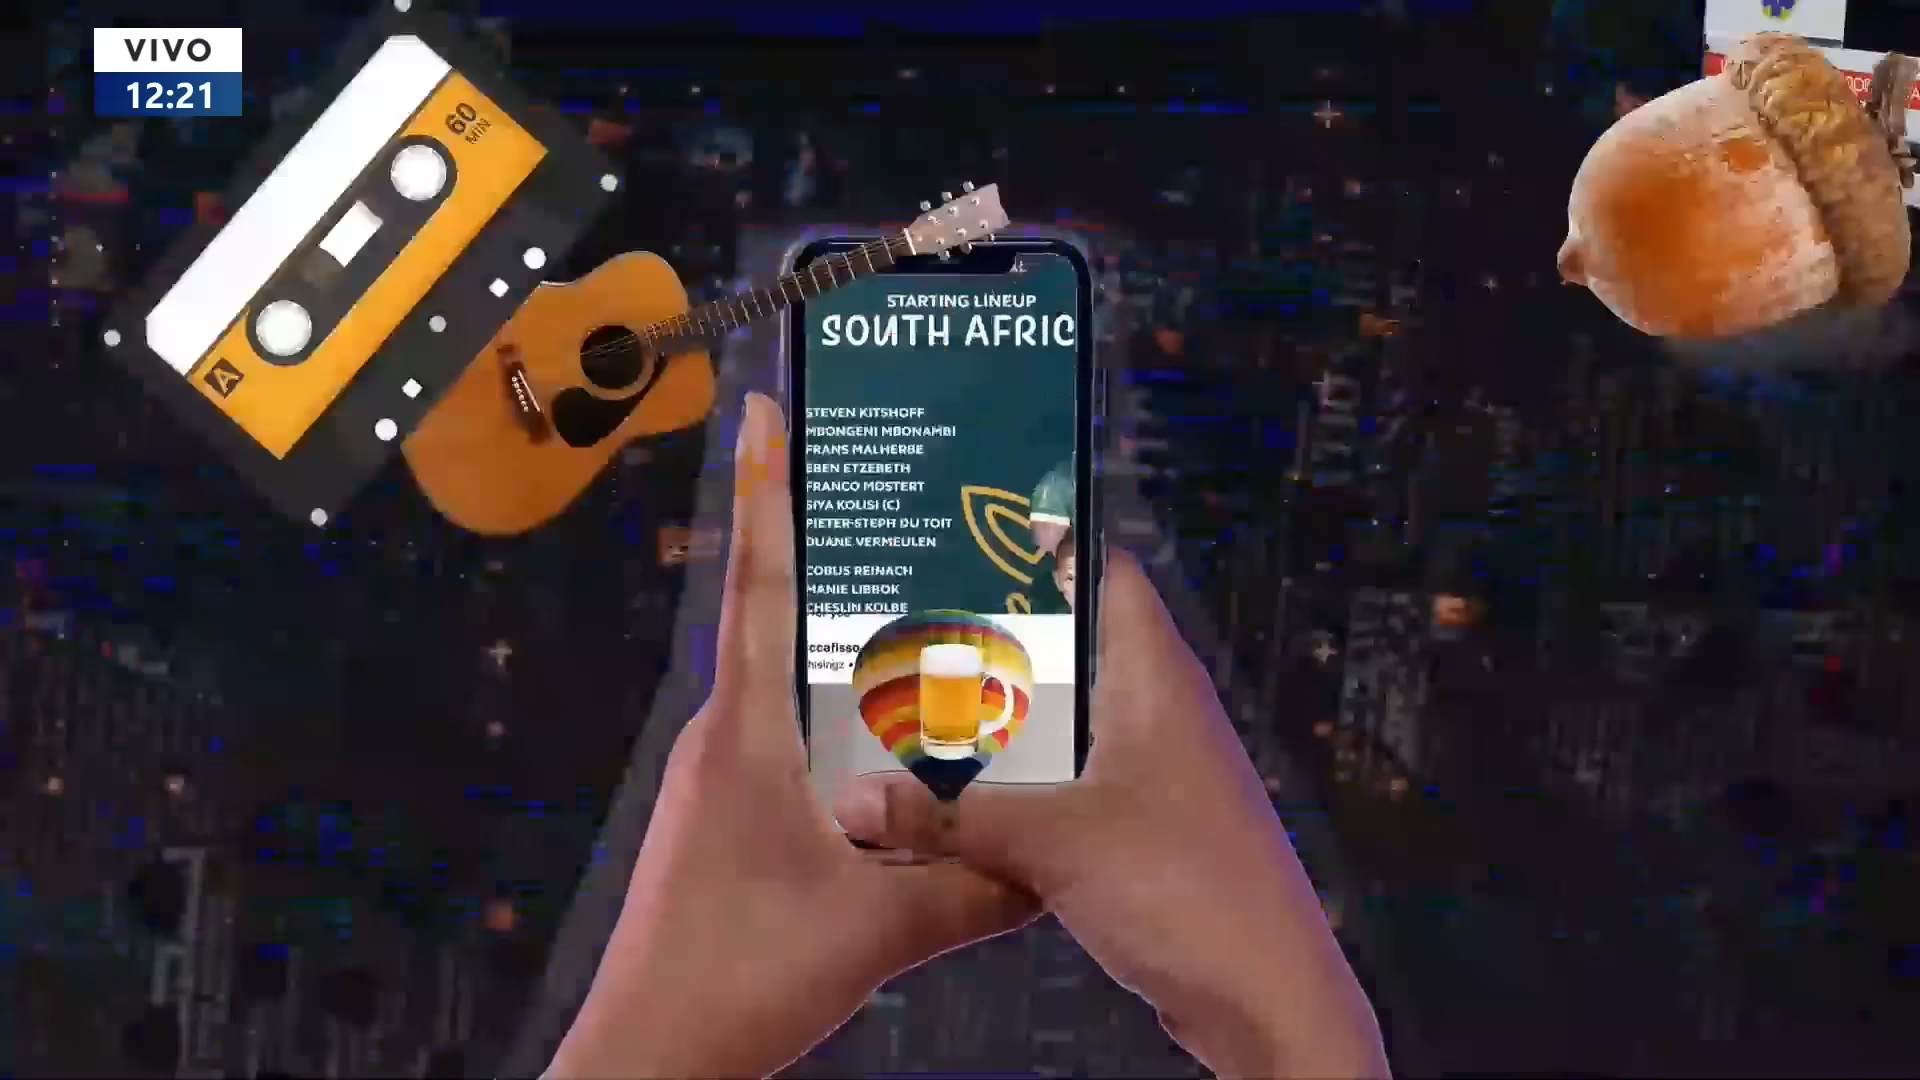 VIVO
12:21
60
MIN
A
STARTING LINEUP
SOUTH AFRIC
STEVEN KITSHOFF
MBONGENI MBONAMBI
FRANS MALHERBE
EBEN ETZEBETH
FRANCO MOSTERT
SIYA KOLISI (C)
PIETER-STEPH DU TOIT
DUANE VERMEULEN
COBUS REINACH
MANIE LIBBOK
CHESLIN KOLBE